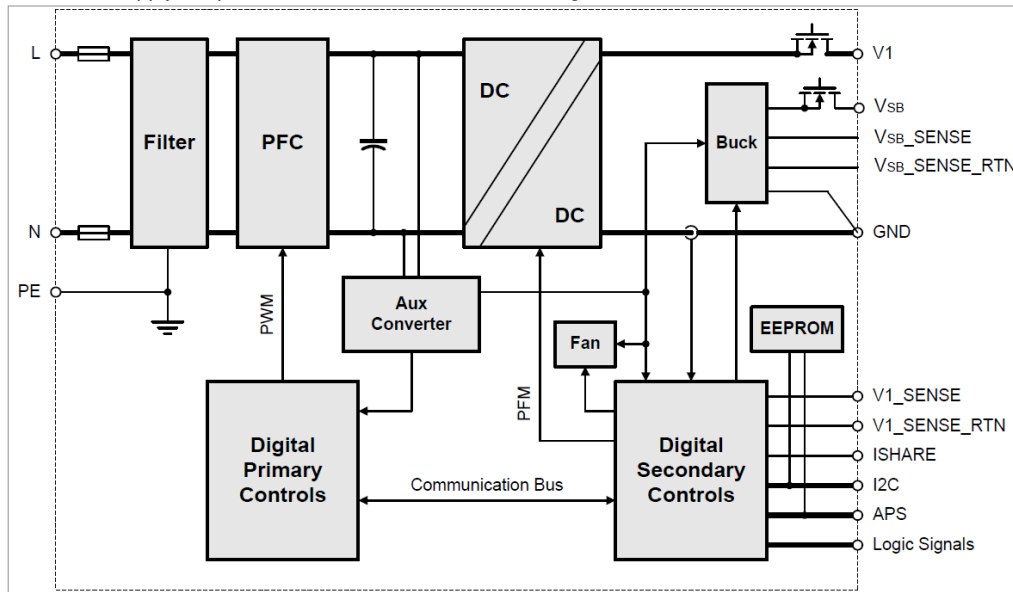 L
V1
DC
VSB
Filter
PFC
Buck
VSB_SENSE
VSB_SENSE_RTN
DC
N
GND
PE
PWM
Aux
Converter
EEPROM
Fan
PFM
V1_SENSE
V1_SENSE_RTN
Digital
Primary
Controls
Digital
Secondary
Controls
ISHARE
Communication Bus
I2C
APS
Logic Signals